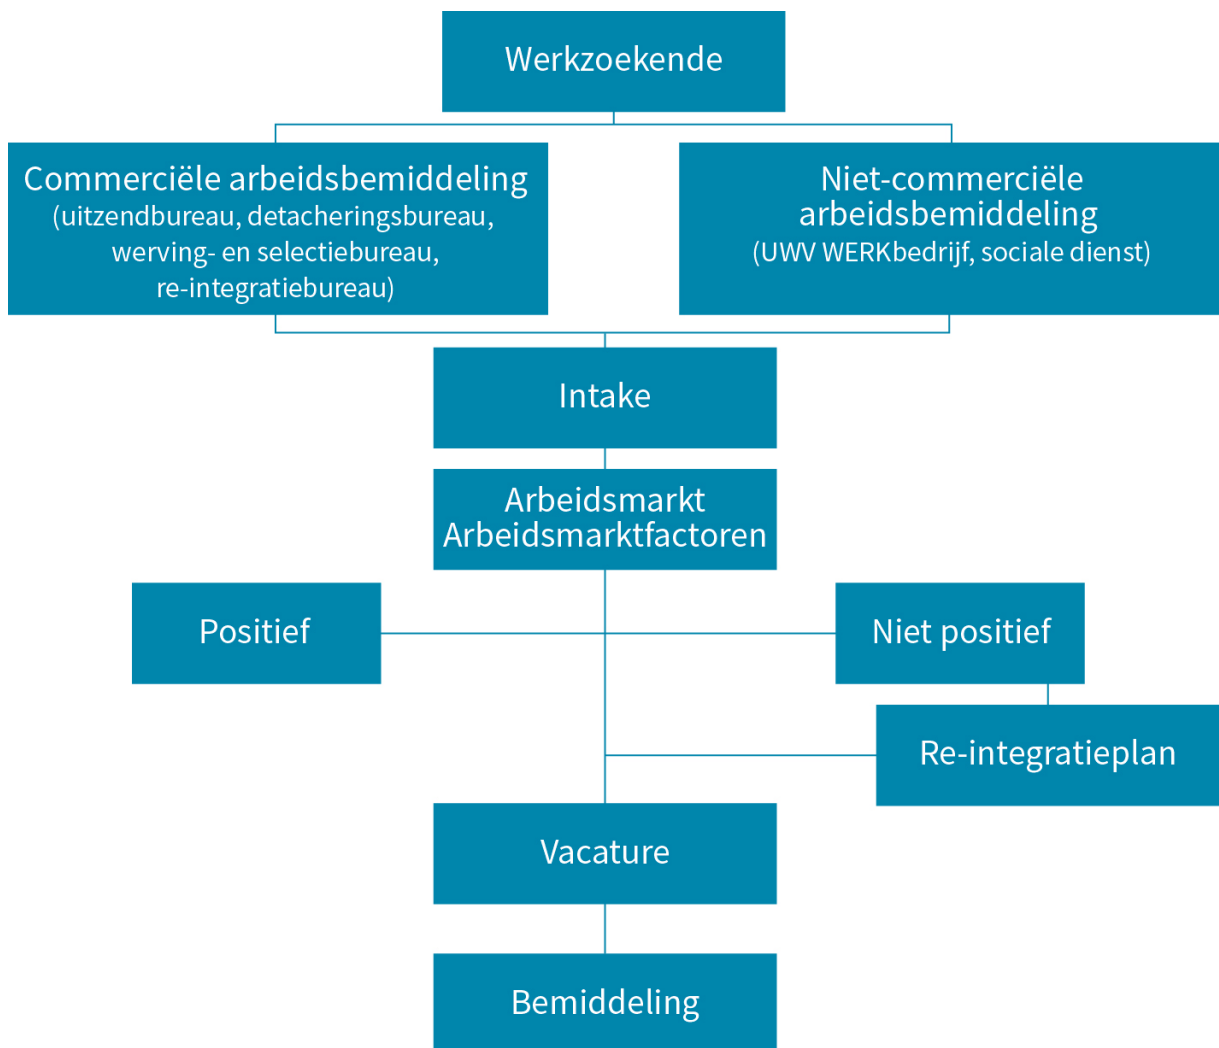 Werkzoekende
Commerciële arbeidsbemiddeling
(uitzendbureau, detacheringsbureau,
werving- en selectiebureau,
re-integratiebureau)
Niet-commerciële
arbeidsbemiddeling
(UWV WERKbedrijf, sociale dienst)
Intake
Arbeidsmarkt
Arbeidsmarktfactoren
Positief
Niet positief
Re-integratieplan
Vacature
Bemiddeling